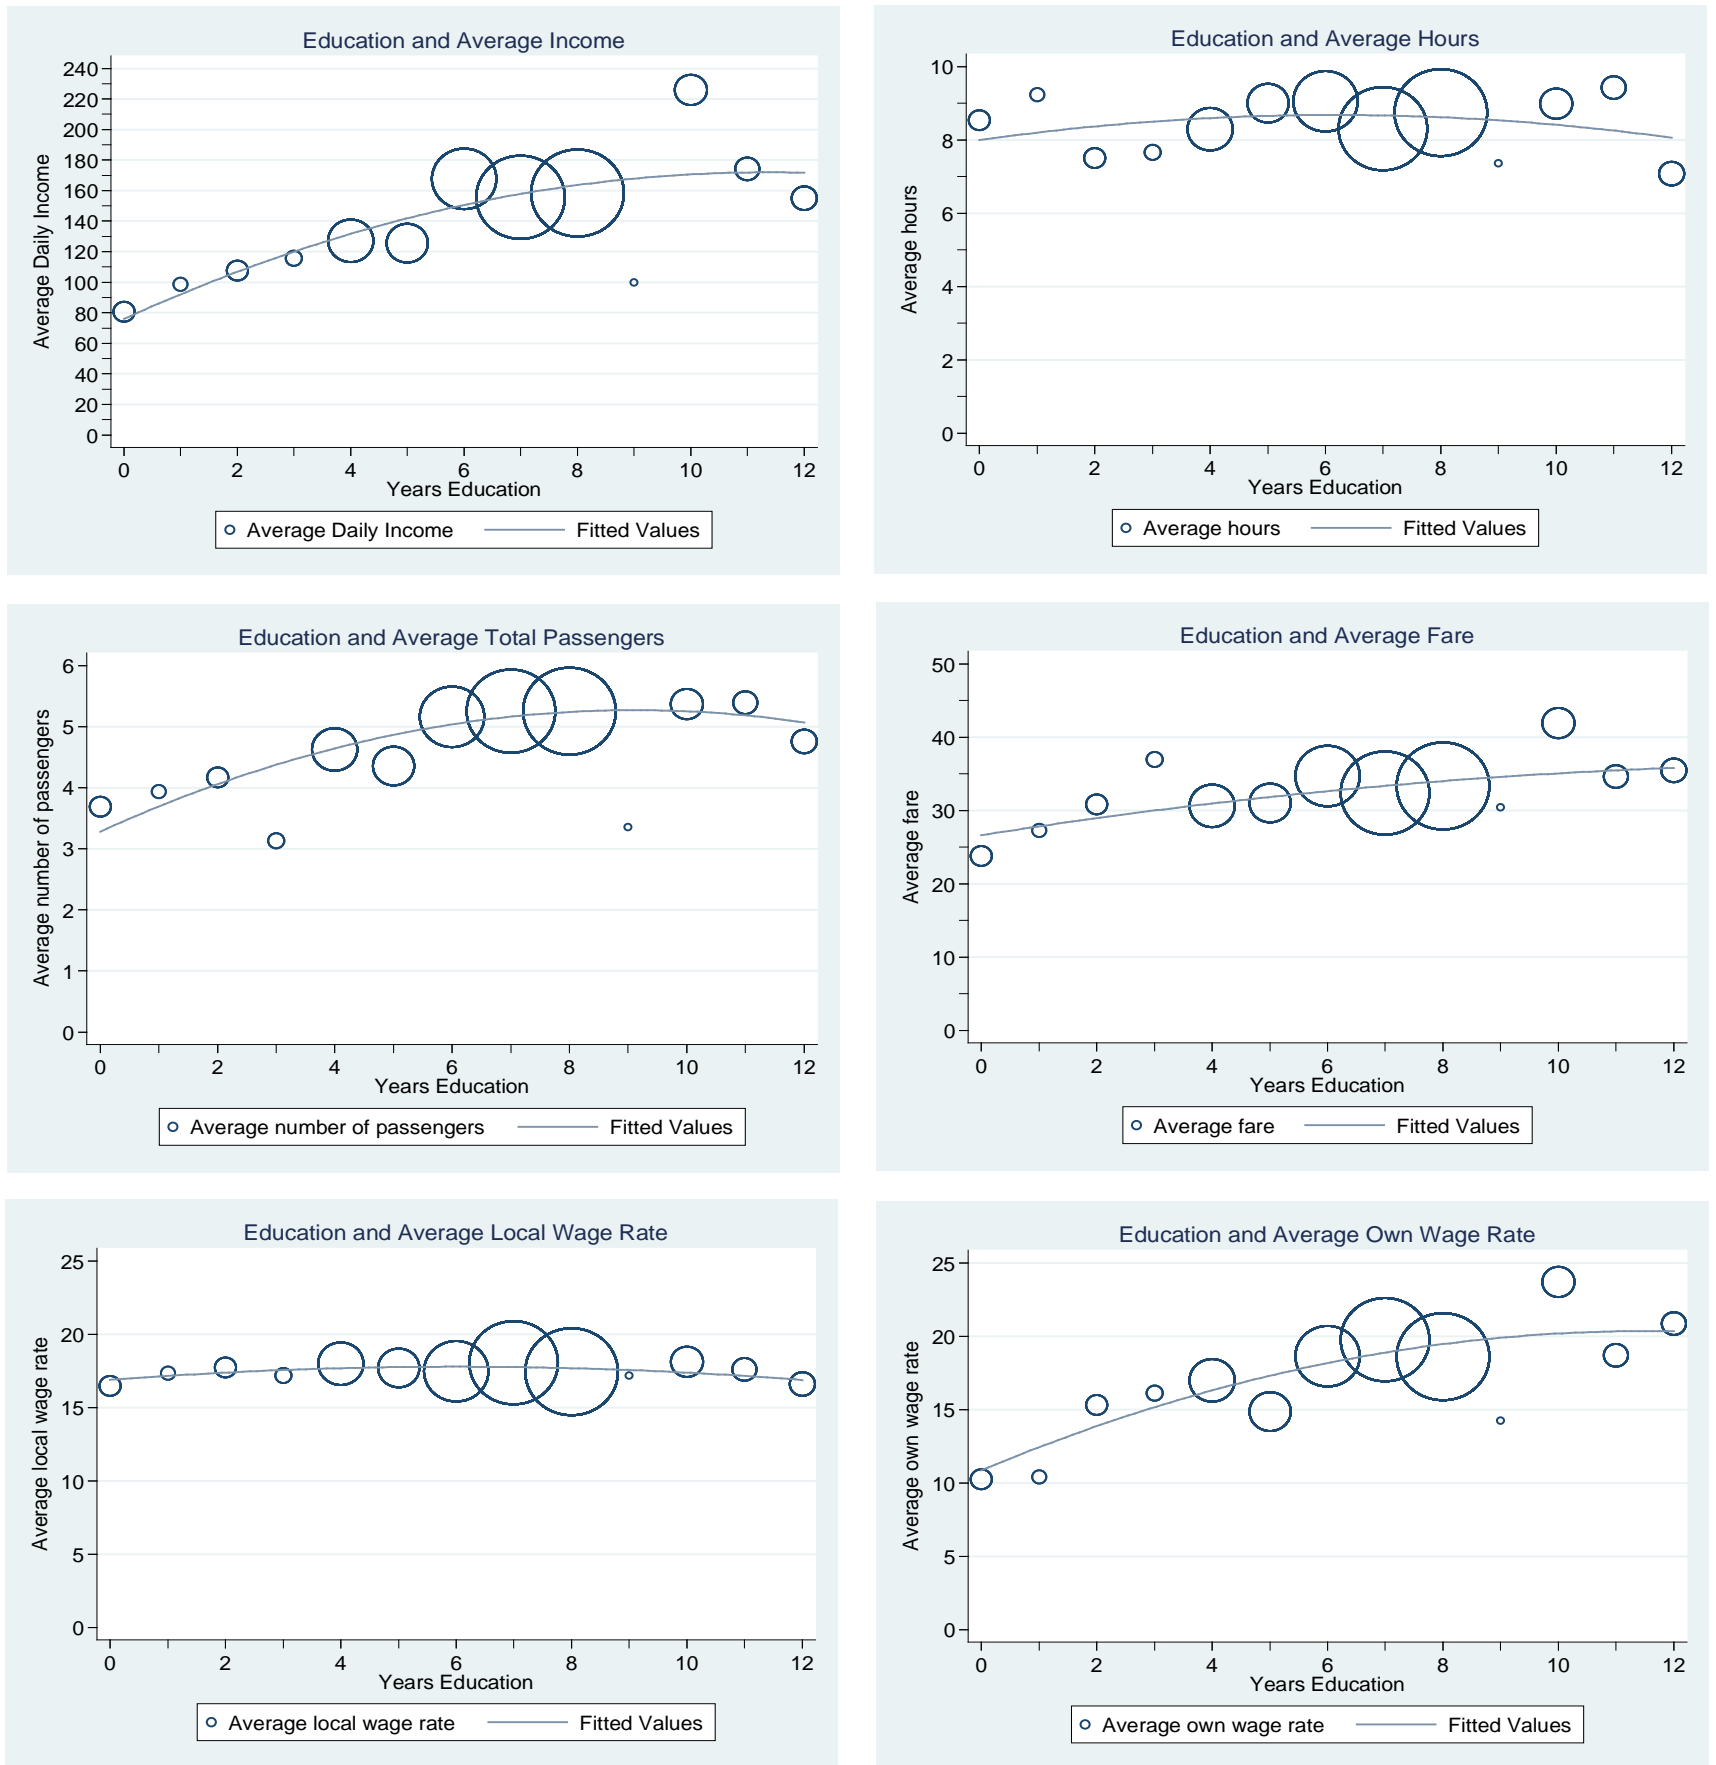 Education and Average Income
240
220
200
180
160
140
120
100
80
60
40
20
0
Average Daily Income
0 2 4 6 8 10 12
Years Education
Average Daily Income Fitted Values
Education and Average Hours
10
8
6
4
2
0
Average hours
0 2 4 6 8 10 12
Years Education
Average hours Fitted Values
Education and Average Total Passengers
6
5
4
3
2
1
0
Average number of passengers
0 2 4 6 8 10 12
Years Education
Average number of passengers Fitted Values
Education and Average Fare
50
40
30
20
10
0
Average fare
0 2 4 6 8 10 12
Years Education
Average fare Fitted Values
Education and Average Local Wage Rate
25
20
15
10
5
0
Average local wage rate
0 2 4 6 8 10 12
Years Education
Average local wage rate Fitted Values
Education and Average Own Wage Rate
25
20
15
10
5
0
Average own wage rate
0 2 4 6 8 10 12
Years Education
Average own wage rate Fitted Values